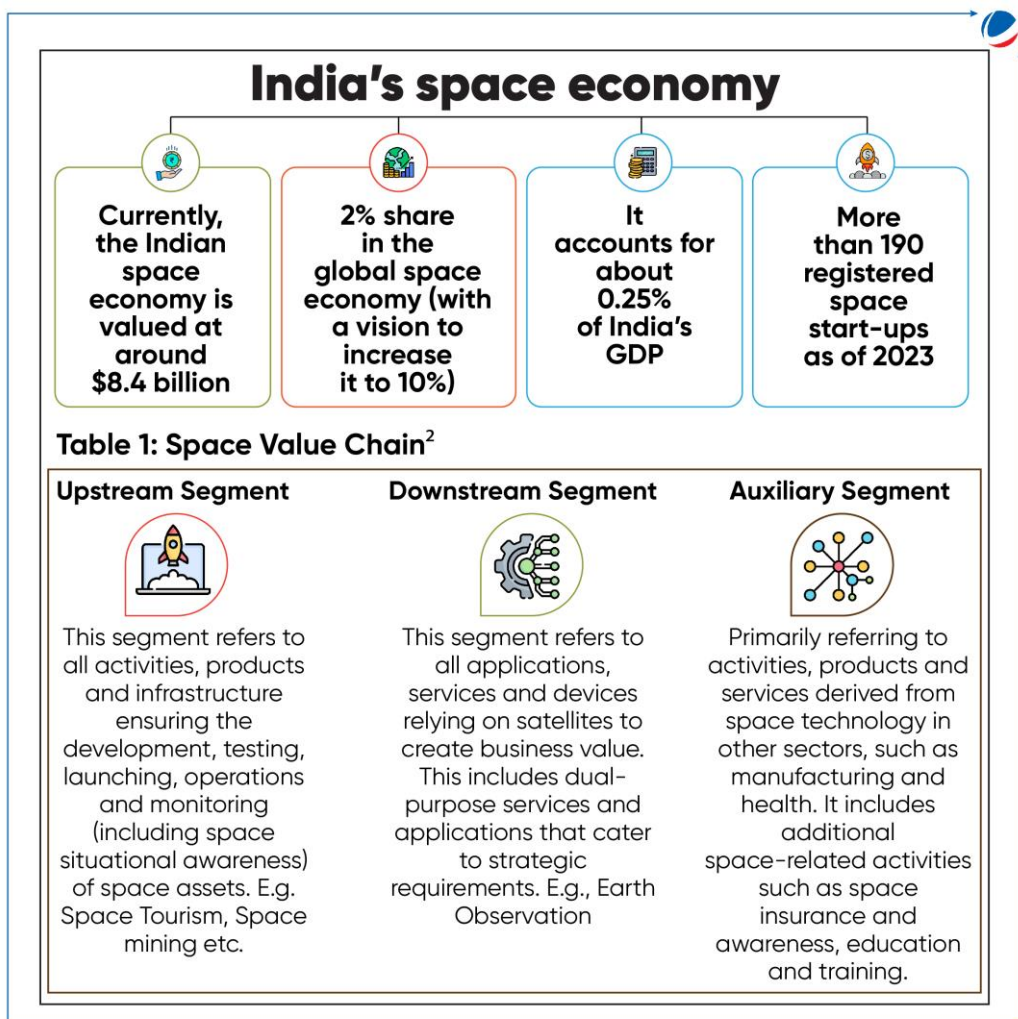 India's space economy
Currently,
the Indian
space
economy is
valued at
around
$8.4 billion
2% share
in the
global space
economy (with
a vision to
increase
it to 10%)
It
accounts for
about
0.25%
of India's
GDP
More
than 190
registered
space
start-ups
as of 2023
Table 1: Space Value Chain²
Upstream Segment
This segment refers to
all activities, products
and infrastructure
ensuring the
development, testing,
launching, operations
and monitoring
(including space
situational awareness)
of space assets. E.g.
Space Tourism, Space
mining etc.
Downstream Segment
This segment refers to
all applications,
services and devices
relying on satellites to
create business value.
This includes dual-
purpose services and
applications that cater
to strategic
requirements. E.g., Earth
Observation
Auxiliary Segment
Primarily referring to
activities, products and
services derived from
space technology in
other sectors, such as
manufacturing and
health. It includes
additional
space-related activities
such as space
insurance and
awareness, education
and training.